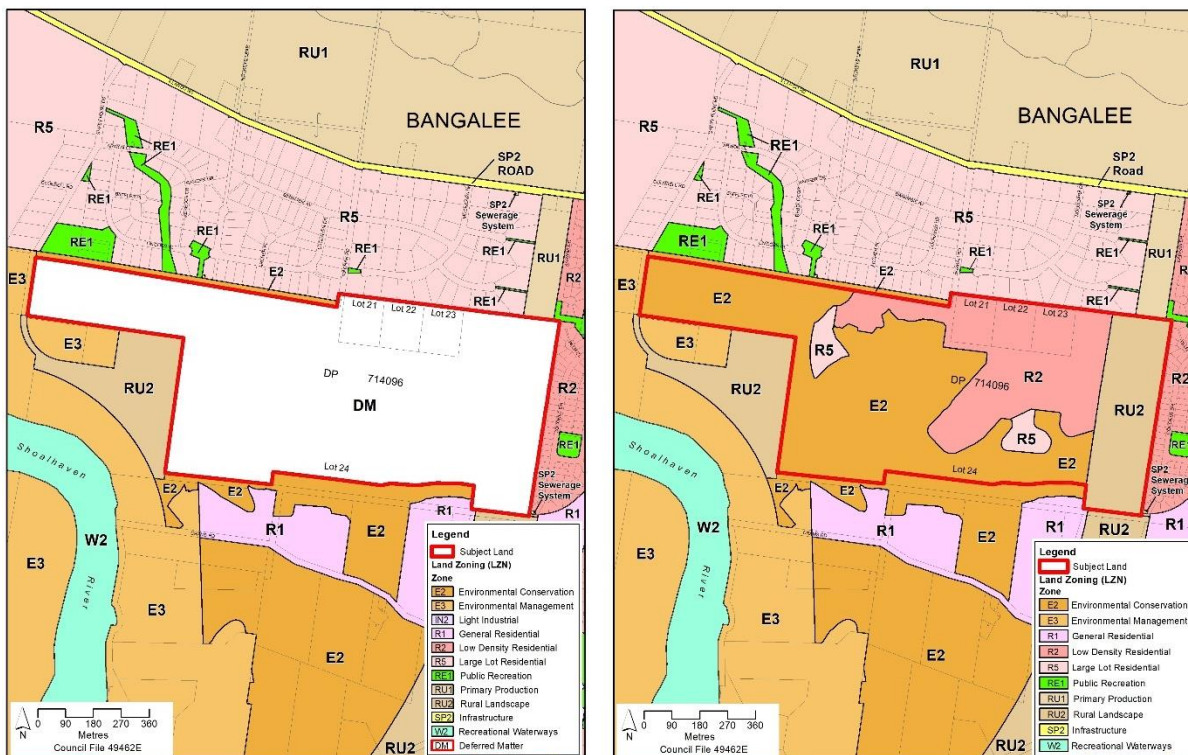 RU1
BANGALEE
R5
RE1
SP2
ROAD
RE1
SP2
Sewerage
System
R5
RE1
RE1
RE1
RE1
RU1
R2
E2
RE1
E3
Lot 21
Lot 22
Lot 23
E3
RU2
DP 714096
DM
R2
RE1
Shoalhaven
River
Lot 24
SP2
Sewerage
System
E2
E2
R1
E2
R1
R1
W2
E3
E3
E2
RU2
Legend
Subject Land
Land Zoning (LZN)
Zone
E2 Environmental Conservation
E3 Environmental Management
IN2 Light Industrial
R1 General Residential
R2 Low Density Residential
R5 Large Lot Residential
RE1 Public Recreation
RU1 Primary Production
RU2 Rural Landscape
SP2 Infrastructure
W2 Recreational Waterways
DM Deferred Matter
N
0 90 180 270 360
Metres
Council File 49462E
RU1
BANGALEE
R5
RE1
SP2
ROAD
RE1
SP2
Sewerage
System
R5
RE1
RE1
RE1
RE1
RU1
R2
E2
RE1
E3
E2
Lot 21
Lot 22
Lot 23
E3
RU2
R5
DP 714096
R2
E2
RU2
R2
RE1
R5
E2
Shoalhaven
River
Lot 24
SP2
Sewerage
System
E2
E2
R1
E2
R1
RU2
R1
W2
E3
E3
E2
RU2
Legend
Subject Land
Land Zoning (LZN)
Zone
E2 Environmental Conservation
E3 Environmental Management
R1 General Residential
R2 Low Density Residential
R5 Large Lot Residential
RE1 Public Recreation
RU1 Primary Production
RU2 Rural Landscape
SP2 Infrastructure
W2 Recreational Waterways
N
0 90 180 270 360
Metres
Council File 49462E